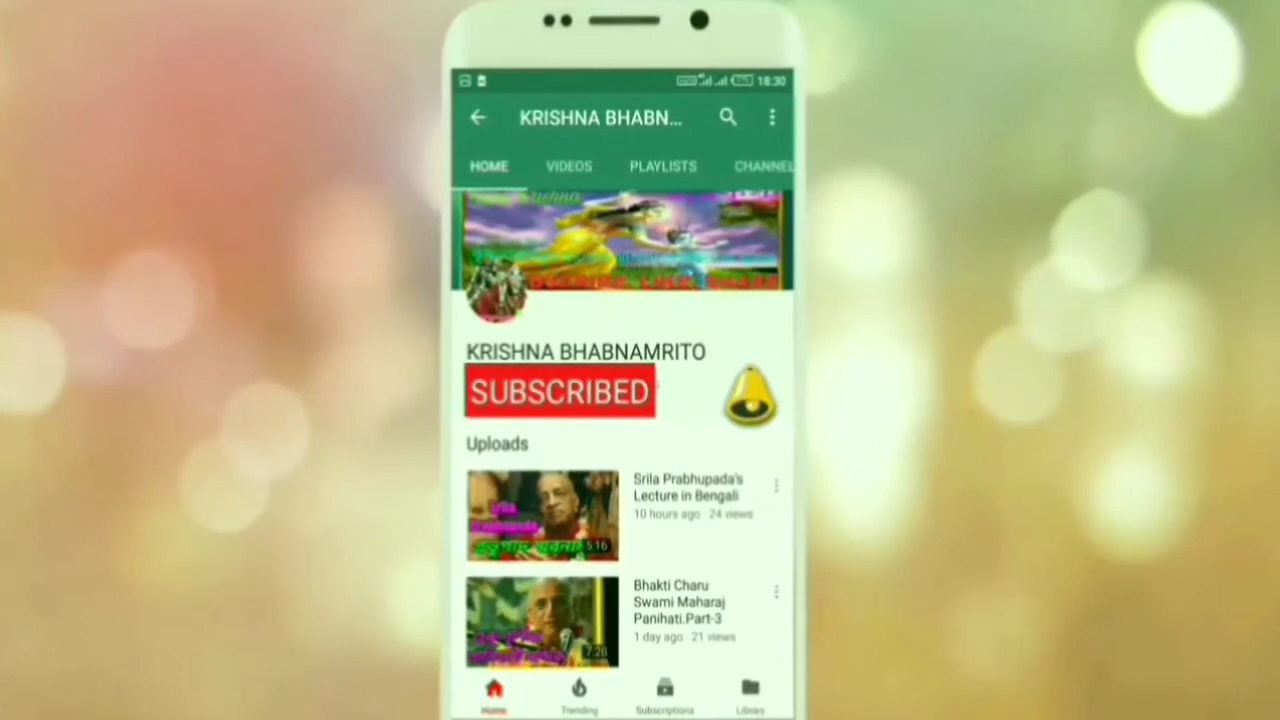 18:30
KRISHNA BHABN...
HOME VIDEOS PLAYLISTS CHANNEL
KRISHNA BHABNAMRITO
SUBSCRIBED
Uploads
Srila Prabhupada's
Lecture in Bengali
10 hours ago · 24 views
5:16
Bhakti Charu
Swami Maharaj
Panihati.Part-3
1 day ago · 21 views
7:28
Home Trending Subscriptions Library